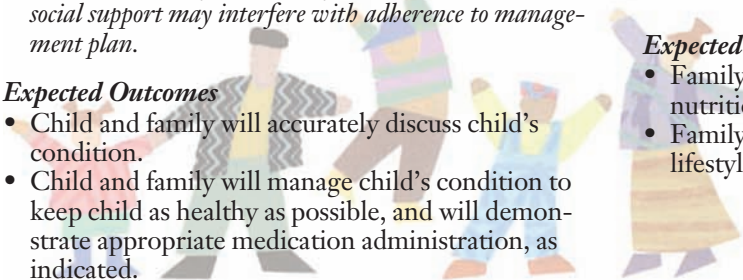 social support may interfere with adherence to manage-
ment plan.
Expected Outcomes
• Child and family will accurately discuss child's
condition.
• Child and family will manage child's condition to
keep child as healthy as possible, and will demon-
strate appropriate medication administration, as
indicated.
Expected
• Family
nutritio
• Family
lifestyl